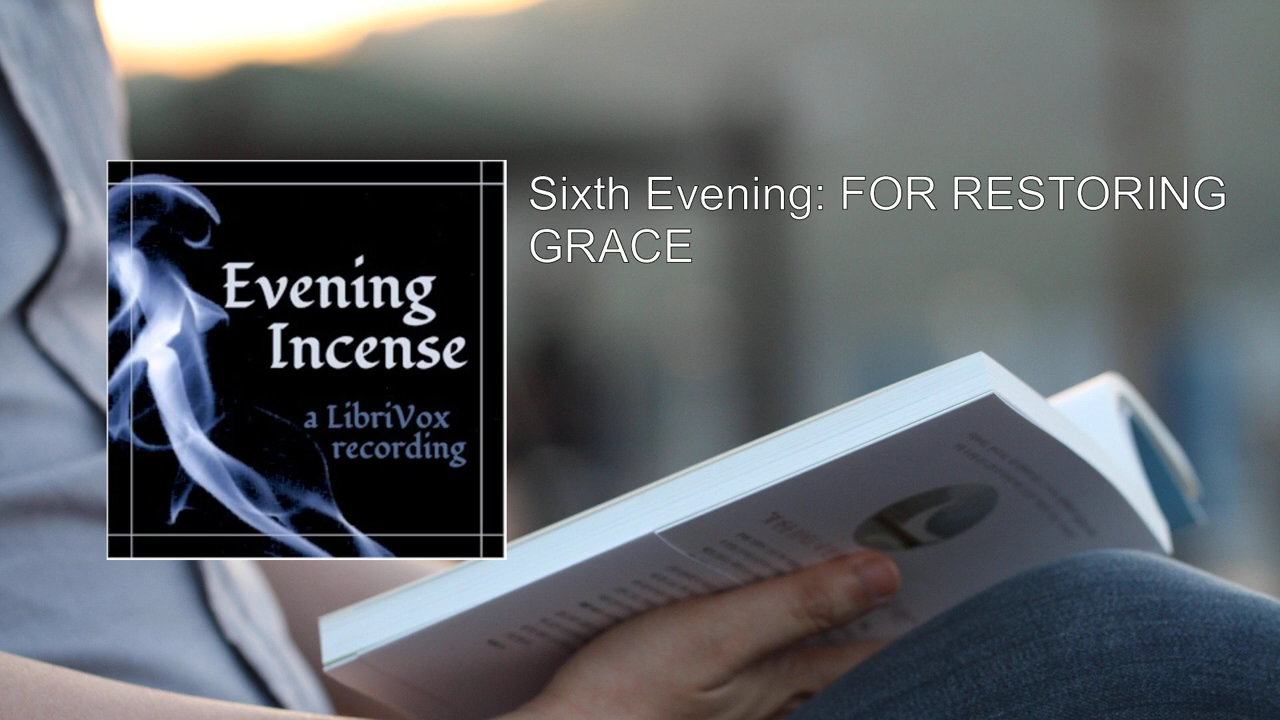 Evening
Incense
a LibriVox
recording
Sixth Evening: FOR RESTORING
GRACE